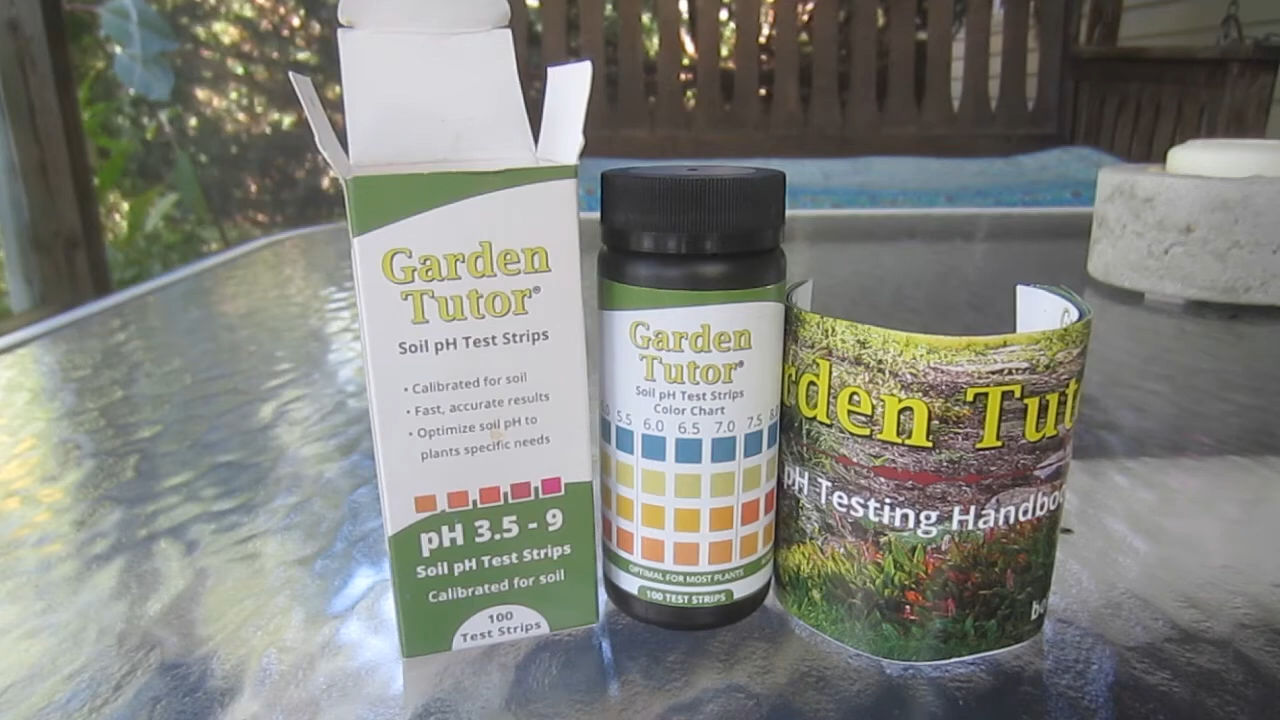 Garden
Tutor®
Soil pH Test Strips
• Calibrated for soil
• Fast, accurate results
• Optimize soil pH to
plants specific needs
pH 3.5 - 9
Soil pH Test Strips
Calibrated for soil
100
Test Strips
Garden
Tutor®
Soil pH Test Strips
Color Chart
5.5 6.0 6.5 7.0 7.5
OPTIMAL FOR MOST PLANTS
100 TEST STRIPS
rden Tut
pH Testing Handbo